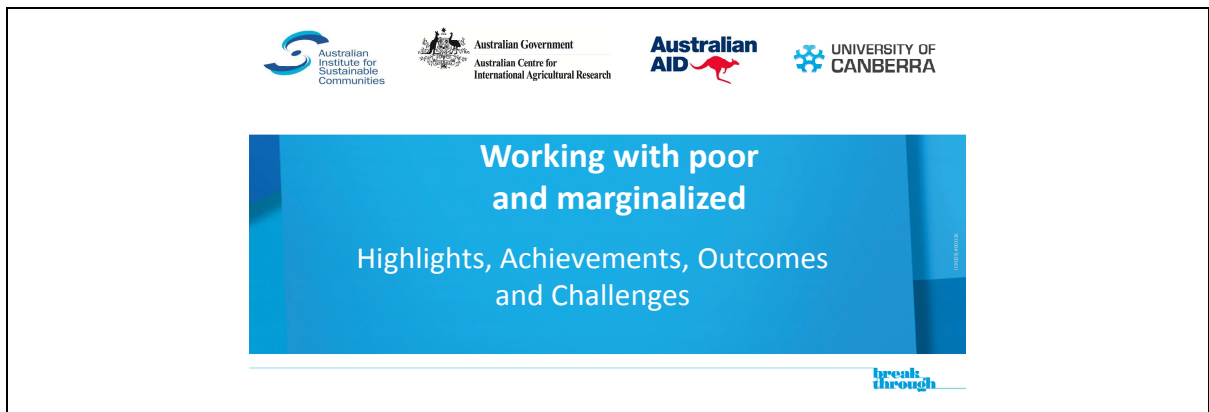 Australian
Institute for
Sustainable
Communities
Australian Government
Australian Centre for
International Agricultural Research
Australian
AID
UNIVERSITY OF
CANBERRA
Working with poor
and marginalized
Highlights, Achievements, Outcomes
and Challenges
break
through